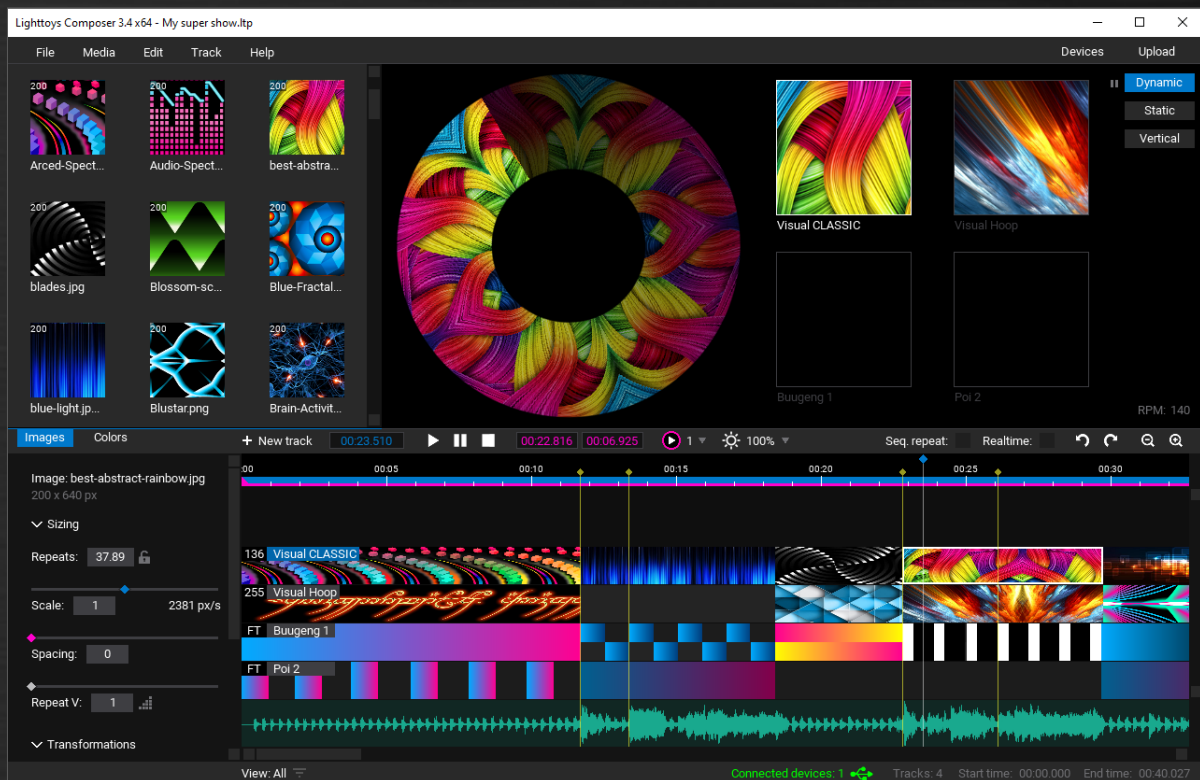 Lighttoys Composer 3.4 x64 - My super show.ltp
File Media Edit Track Help Devices Upload
200 200 200
Arced-Spect... Audio-Spect... best-abstra...
200 200 200
blades.jpg Blossom-sc... Blue-Fractal...
200 200 200
blue-light.jp... Blustar.png Brain-Activit...
Visual CLASSIC Visual Hoop
Buugeng 1 Poi 2
Dynamic
Static
Vertical
RPM: 140
Images Colors
+ New track 00:23.510 00:22.816 00:06.925 1 100% Seq. repeat: Realtime:
Image: best-abstract-rainbow.jpg
200 x 640 px
Sizing
Repeats: 37.89
Scale: 1 2381 px/s
Spacing: 0
Repeat V: 1
Transformations
:00 00:05 00:10 00:15 00:20 00:25 00:30
136 Visual CLASSIC
255 Visual Hoop
FT Buugeng 1
FT Poi 2
View: All Connected devices: 1 Tracks: 4 Start time: 00:00.000 End time: 00:40.027